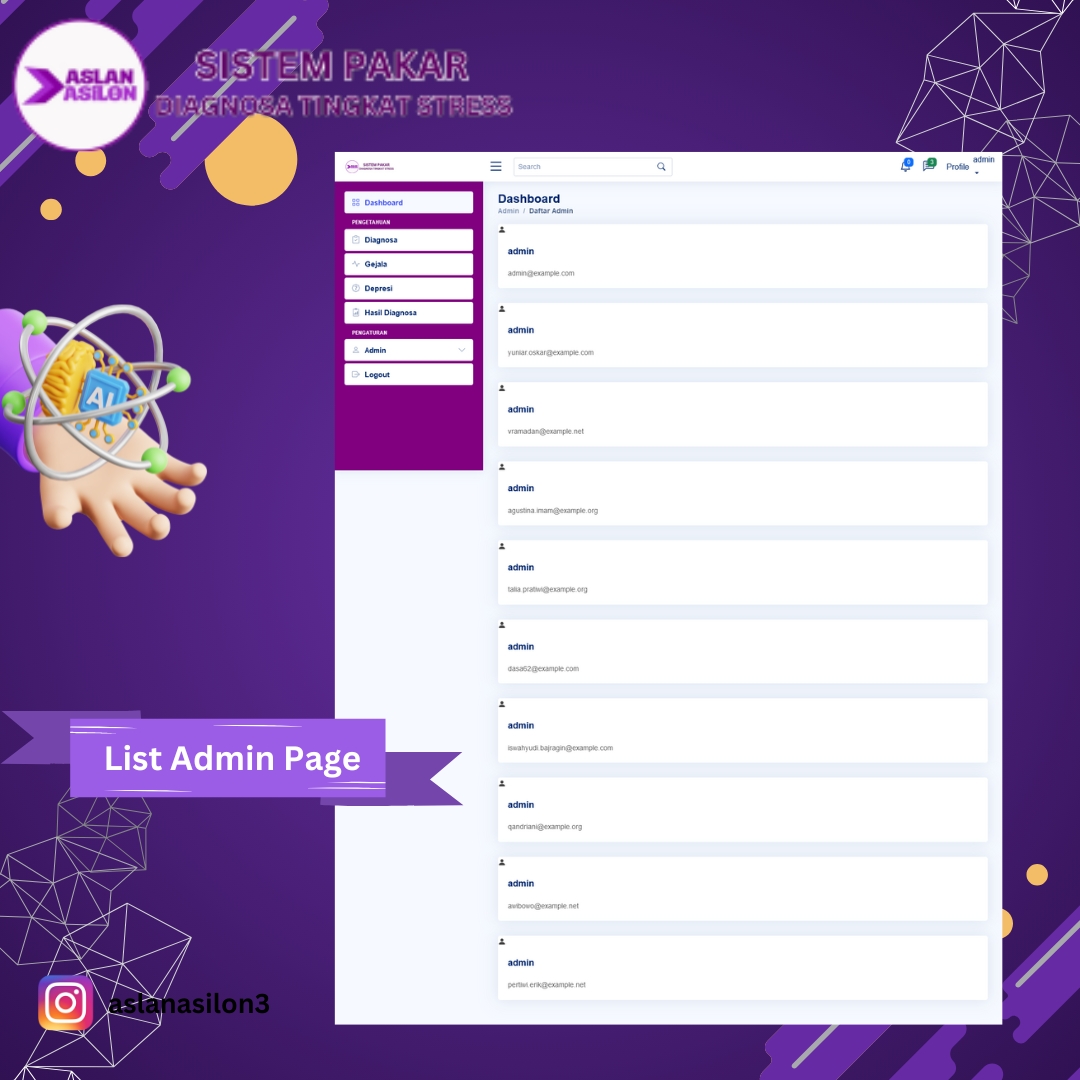 ASLAN
ASILON
SISTEM PAKAR
DIAGNOSA TINGKAT STRESS
SISTEM PAKAR
DIAGNOSA TINGKAT STRESS
Search
0
3
Profile
admin
Dashboard
PENGETAHUAN
Diagnosa
Gejala
Depresi
Hasil Diagnosa
PENGATURAN
Admin
Logout
Dashboard
Admin / Daftar Admin
admin
admin@example.com
admin
yuniar.oskar@example.com
admin
vramadan@example.net
admin
agustina.imam@example.org
admin
talia.pratiwi@example.org
admin
dasa62@example.com
admin
iswahyudi.bajragin@example.com
admin
qandriani@example.org
admin
awibowo@example.net
admin
pertiwi.erik@example.net
AI
List Admin Page
aslanasilon3